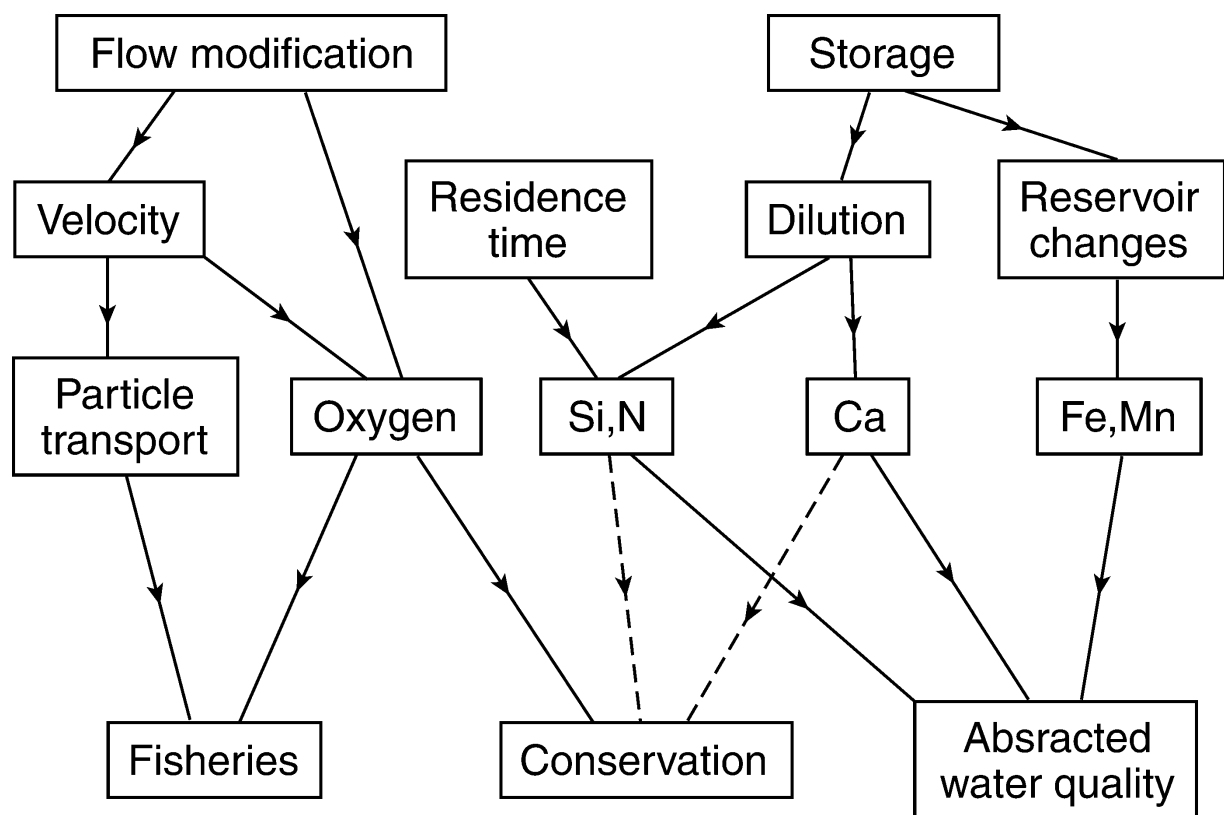 Flow modification
Storage
Velocity
Residence
time
Dilution
Reservoir
changes
Particle
transport
Oxygen
Si,N
Ca
Fe,Mn
Fisheries
Conservation
Absracted
water quality